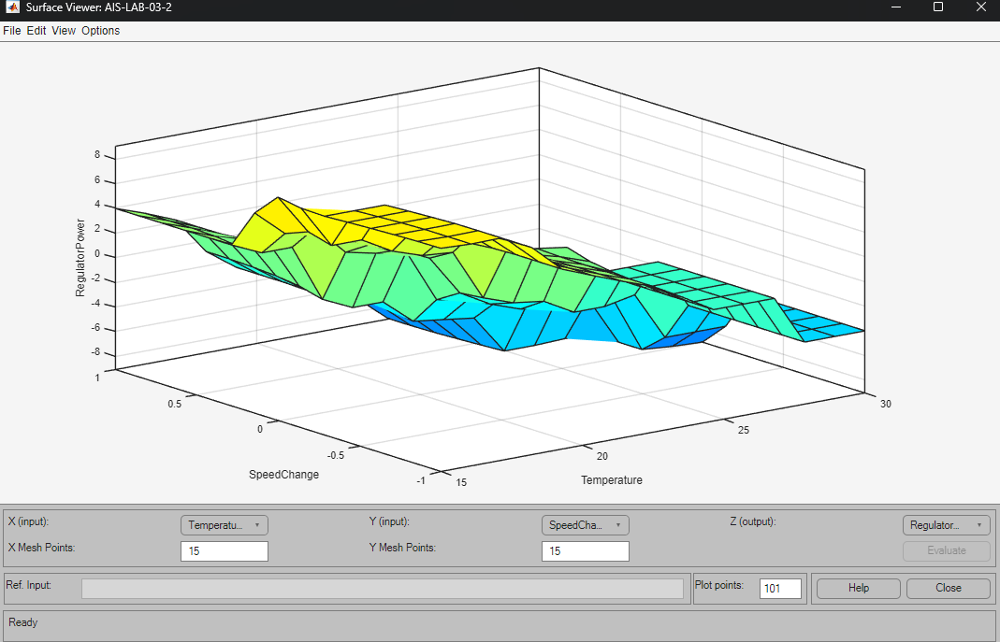 Surface Viewer: AIS-LAB-03-2
File Edit View Options
8
6
4
2
0
-2
-4
-6
-8
RegulatorPower
1
0.5
0
-0.5
-1
SpeedChange
15
20
25
30
Temperature
X (input): Temperatu... Y (input): SpeedCha... Z (output): Regulator...
X Mesh Points: 15 Y Mesh Points: 15 Evaluate
Ref. Input: Plot points: 101 Help Close
Ready